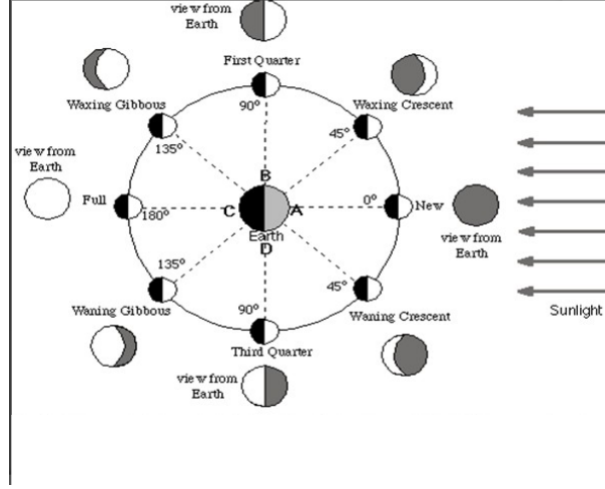 view from
Earth
First Quarter
90°
Waxing Gibbous
135°
Waxing Crescent
45°
view from
Earth
Full
180°
B
C
A
Earth
D
0°
New
view from
Earth
135°
Waning Gibbous
45°
Waning Crescent
90°
Third Quarter
view from
Earth
Sunlight